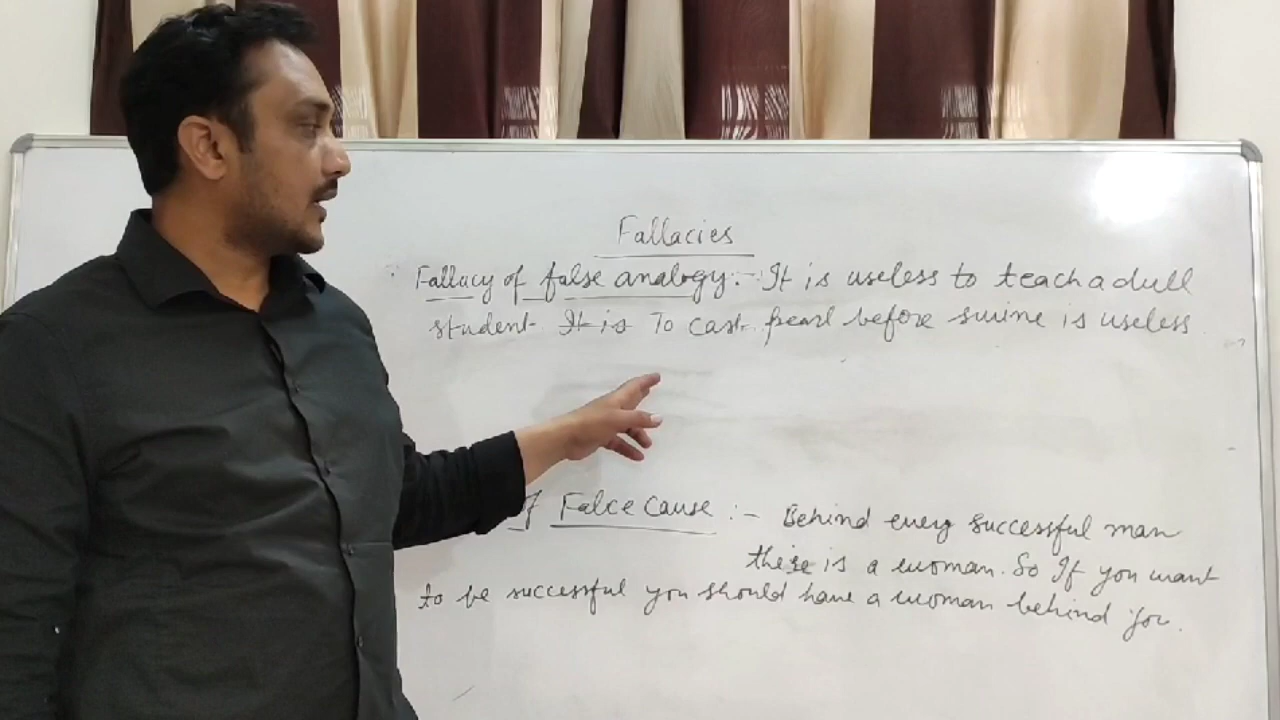 Fallacies
Fallacy of false analogy :- It is useless to teach a dull
student It is To cast pearl before swine is useless
Of Falce Cause :- Behind every successful man
there is a woman. So If you want
to be successful you should have a woman behind you.